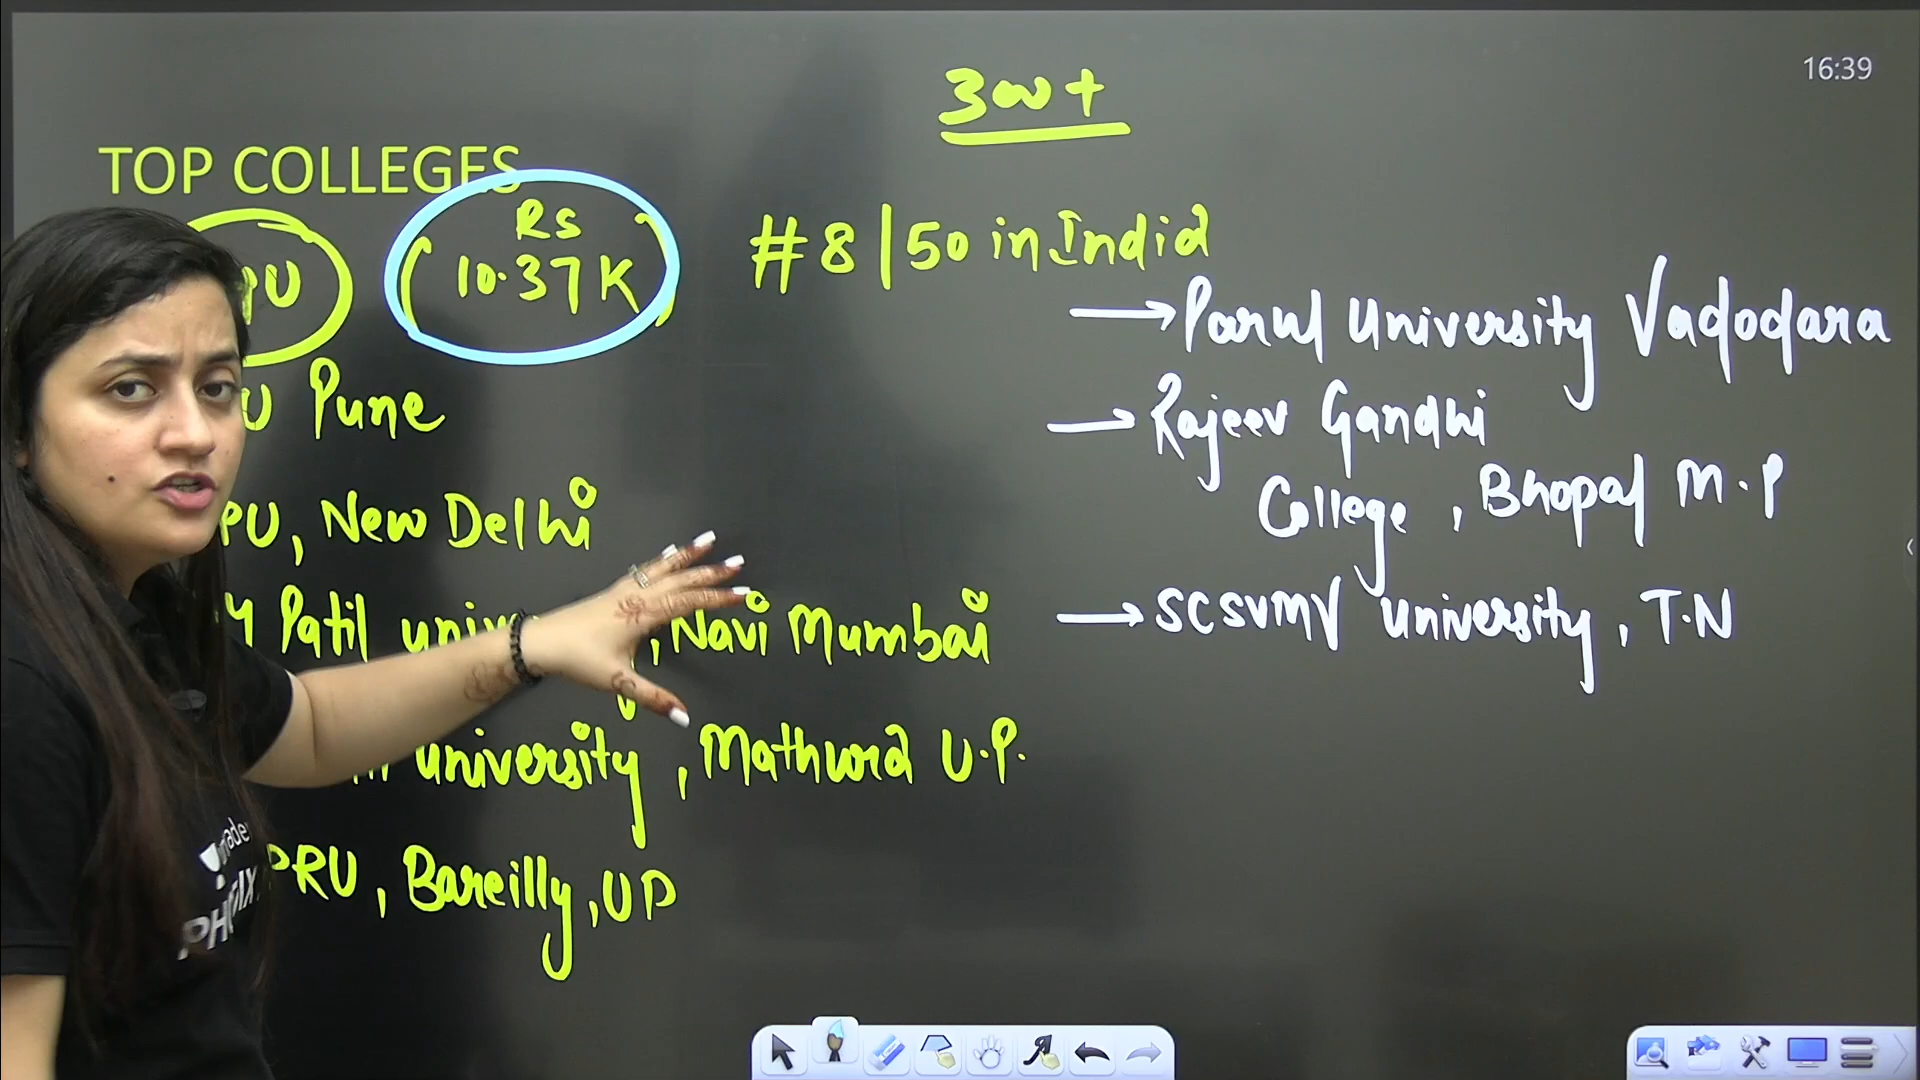 300+
16:39
TOP COLLEGES
RS
10.37K
#8|50 in India
Pune
PU, New Delhi
Y Patil, Navi Mumbai
university, Mathura U.P.
PRU, Bareilly, UP
→ Parul University Vadodara
→ Rajeev Gandhi
College, Bhopal M.P
→ SCSVMV University, T.N